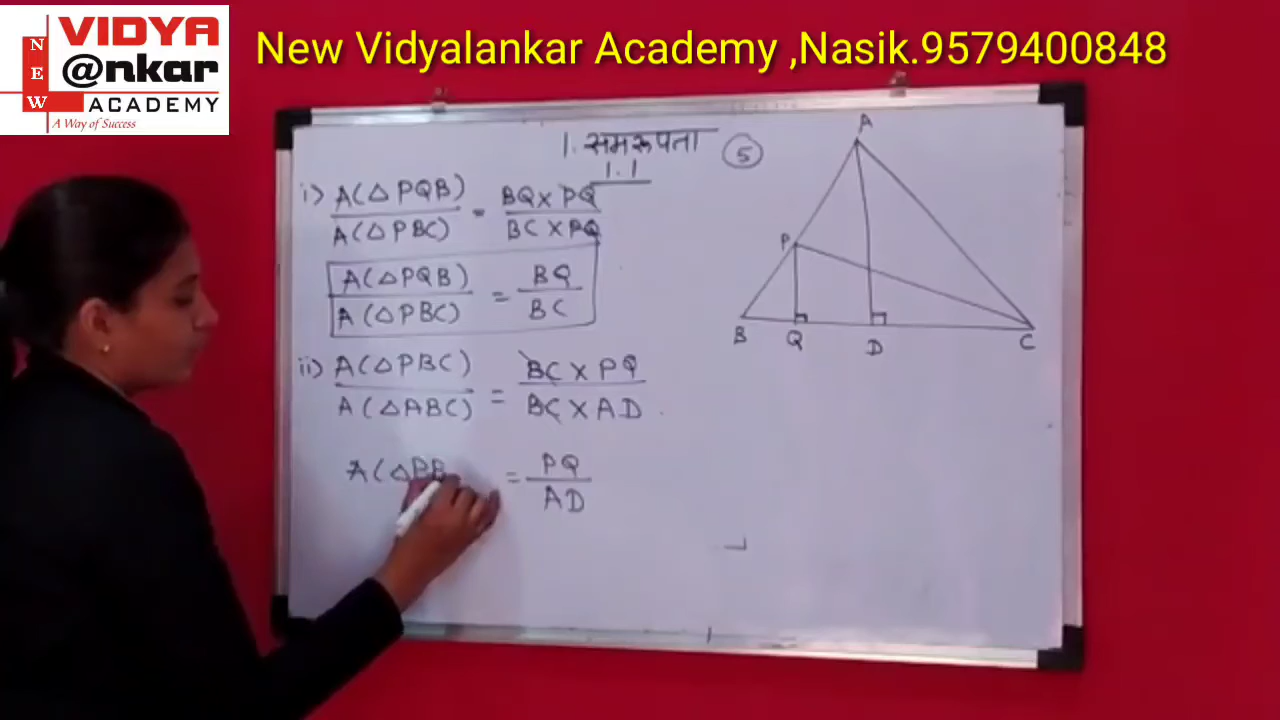 VIDYA
NEW
@nkar
ACADEMY
A Way of Success
New Vidyalankar Academy ,Nasik.9579400848
1. समरूपता
1.1
5
i) A(△PQB) / A(△PBC) = BQ × PQ / BC × PQ
A(△PQB) / A(△PBC) = BQ / BC
ii) A(△PBC) / A(△ABC) = BC × PQ / BC × AD
A(△PB = PQ / AD
A
P
B Q D C